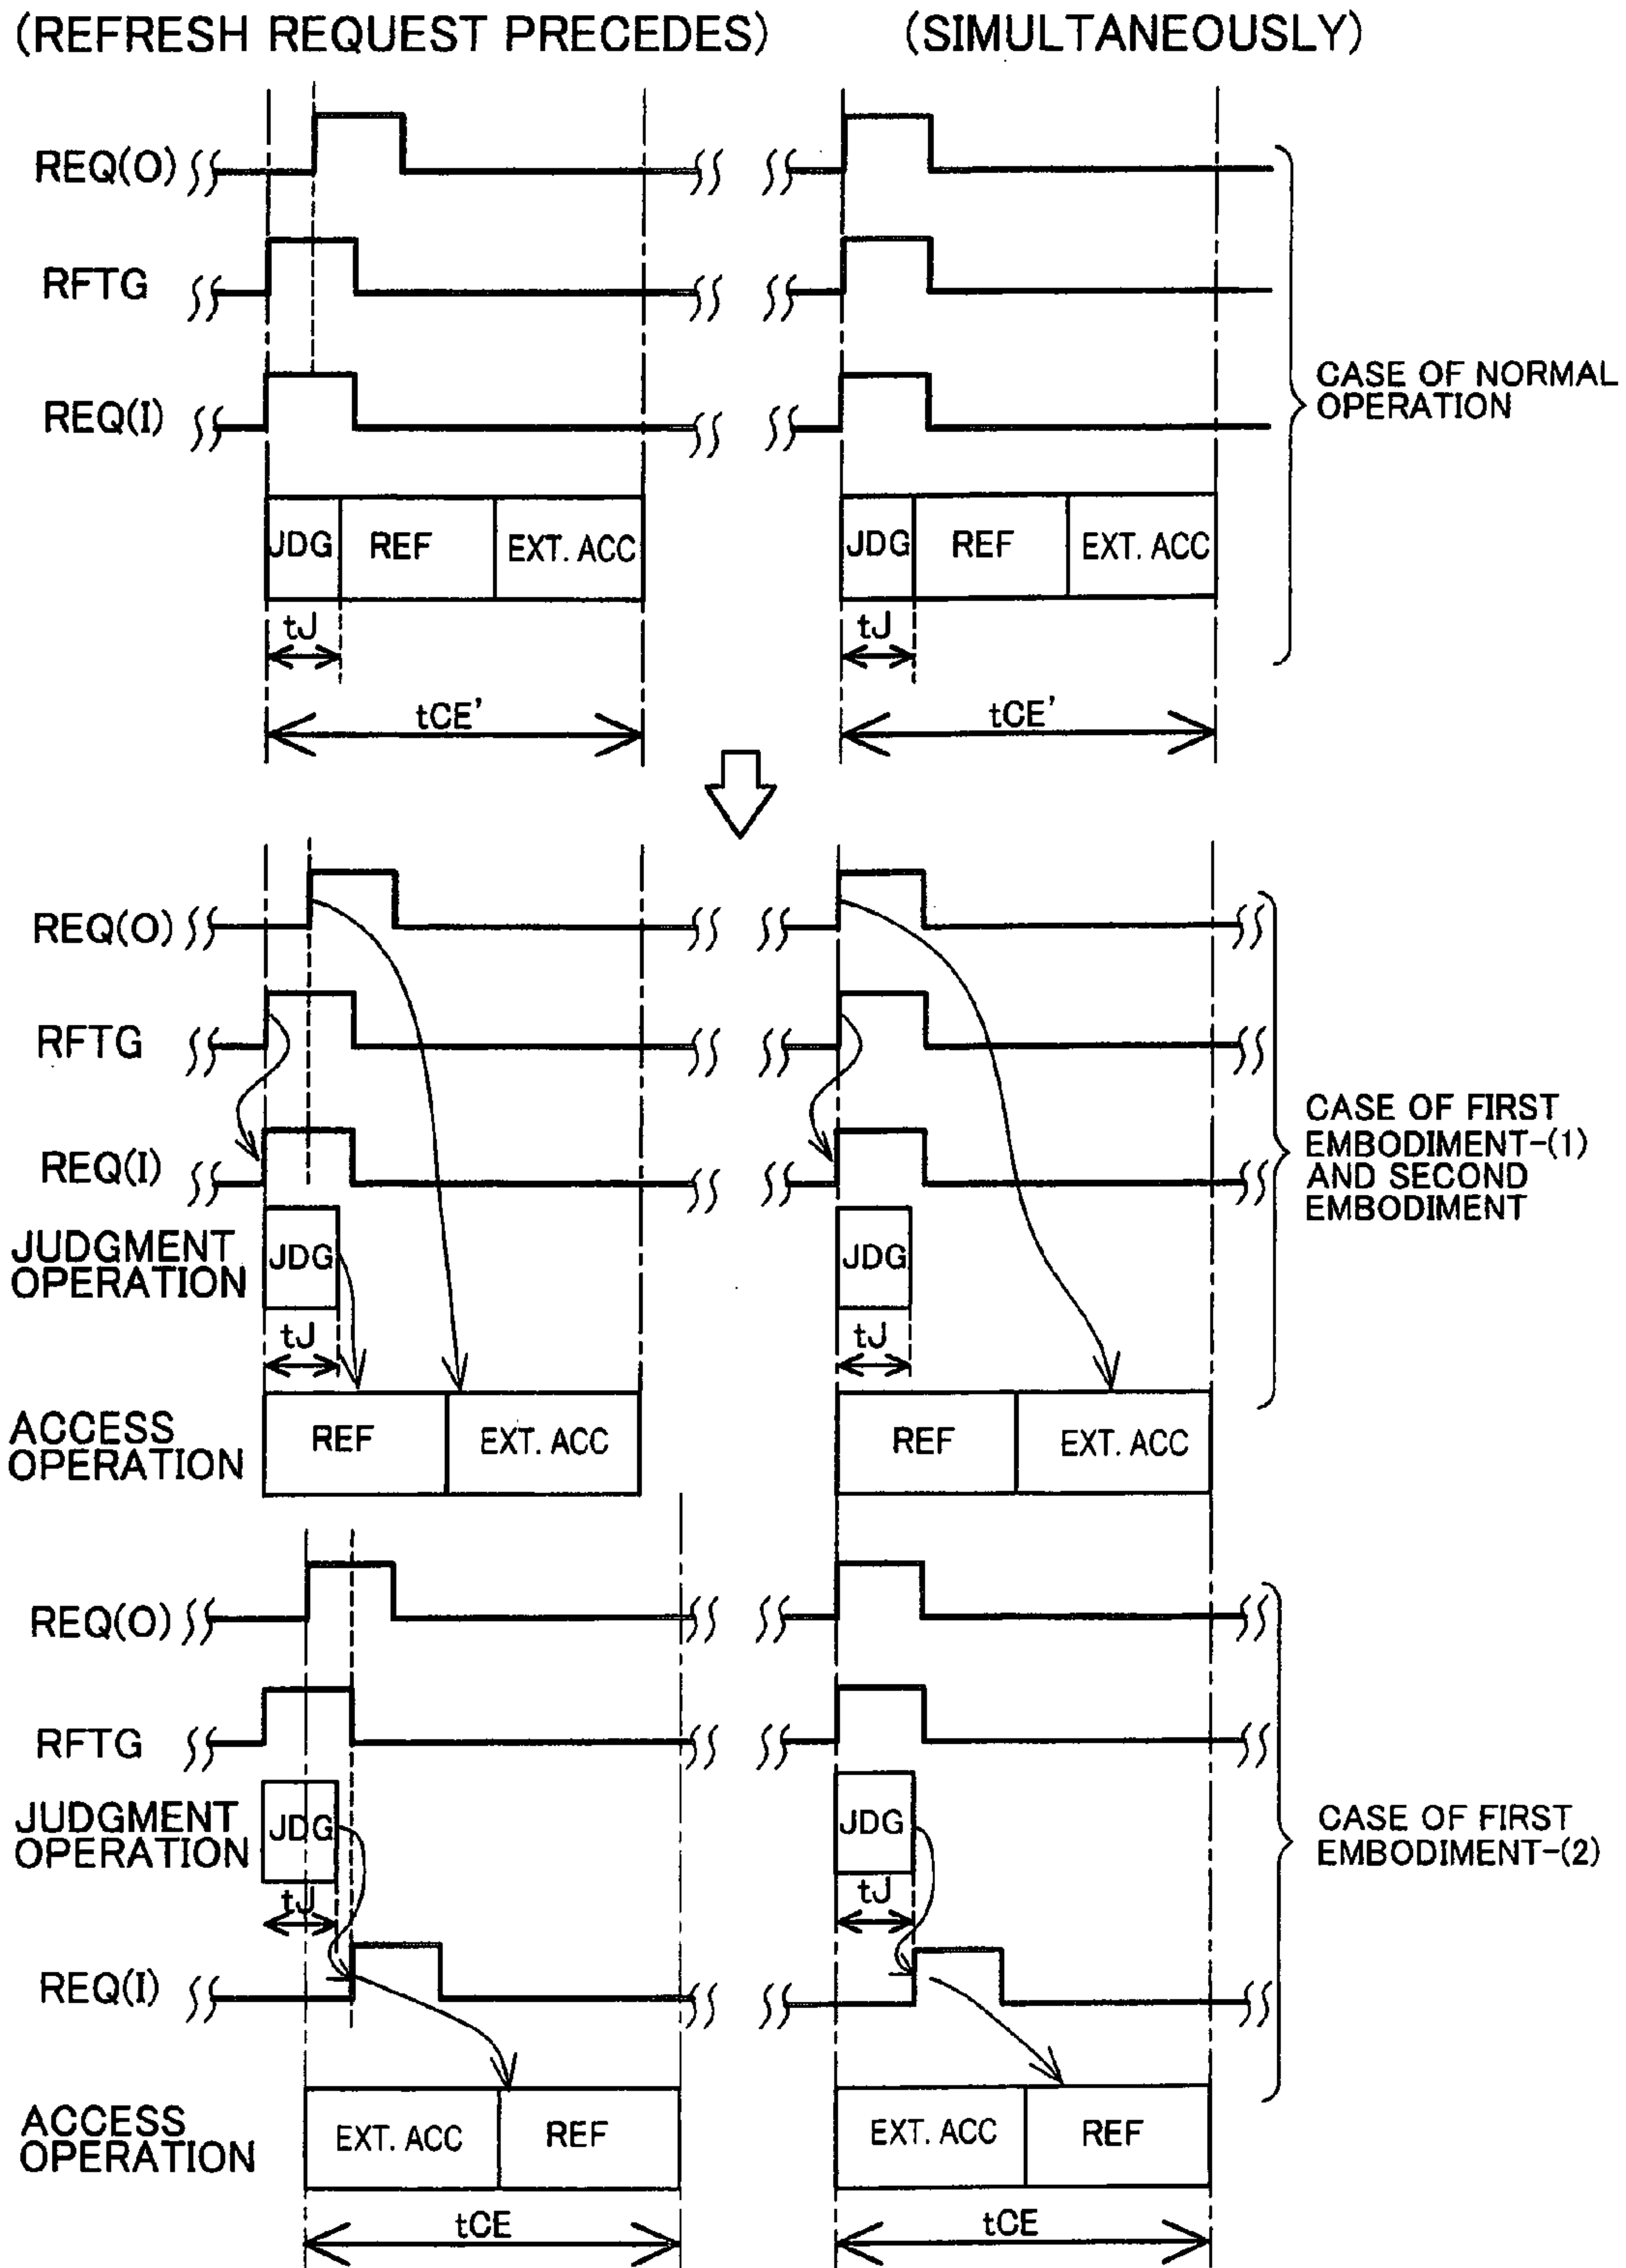 (REFRESH REQUEST PRECEDES)
(SIMULTANEOUSLY)
REQ(O)
RFTG
REQ(I)
JDG
REF
EXT. ACC
JDG
REF
EXT. ACC
tJ
tJ
tCE'
tCE'
CASE OF NORMAL
OPERATION
REQ(O)
RFTG
REQ(I)
JUDGMENT
OPERATION
JDG
JDG
tJ
tJ
ACCESS
OPERATION
REF
EXT. ACC
REF
EXT. ACC
CASE OF FIRST
EMBODIMENT-(1)
AND SECOND
EMBODIMENT
REQ(O)
RFTG
JUDGMENT
OPERATION
JDG
JDG
tJ
tJ
REQ(I)
ACCESS
OPERATION
EXT. ACC
REF
EXT. ACC
REF
tCE
tCE
CASE OF FIRST
EMBODIMENT-(2)